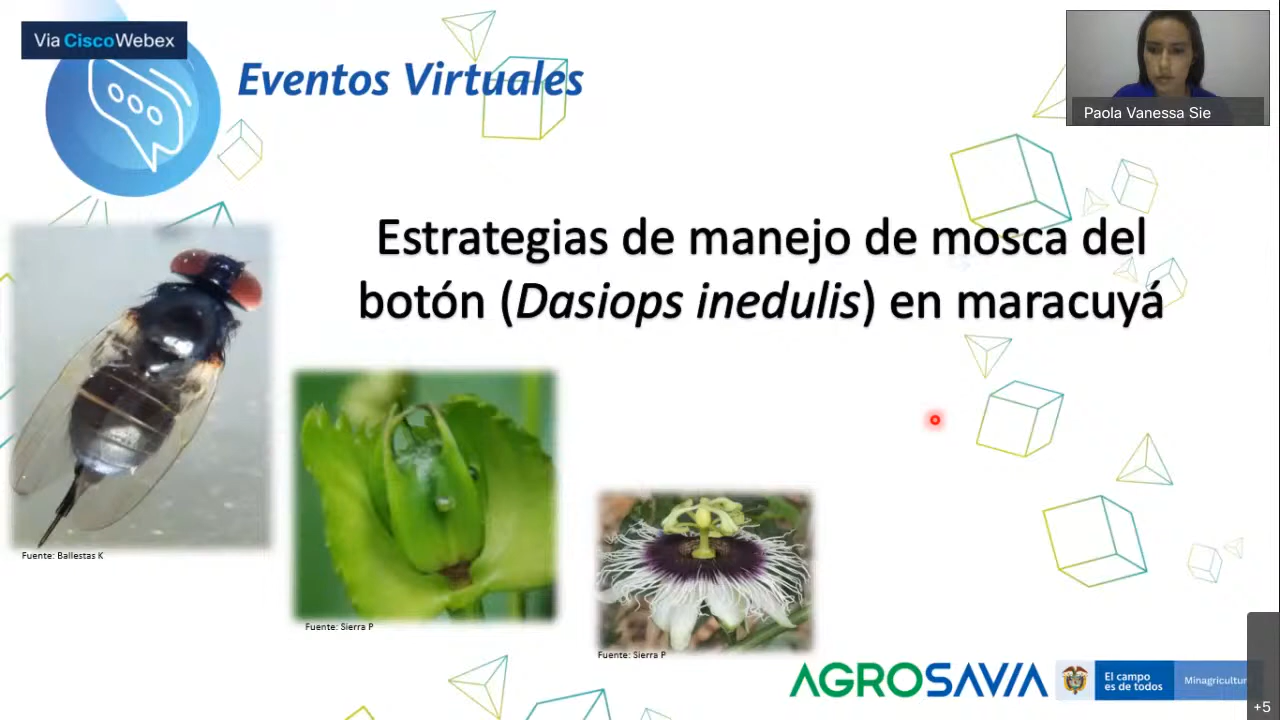 Vía CiscoWebex
Eventos Virtuales
Paola Vanessa Sie
Estrategias de manejo de mosca del
botón (Dasiops inedulis) en maracuyá
Fuente: Ballestas K
Fuente: Sierra P
Fuente: Sierra P
AGROSAVIA
El campo
es de todos
Minagricultur
+5